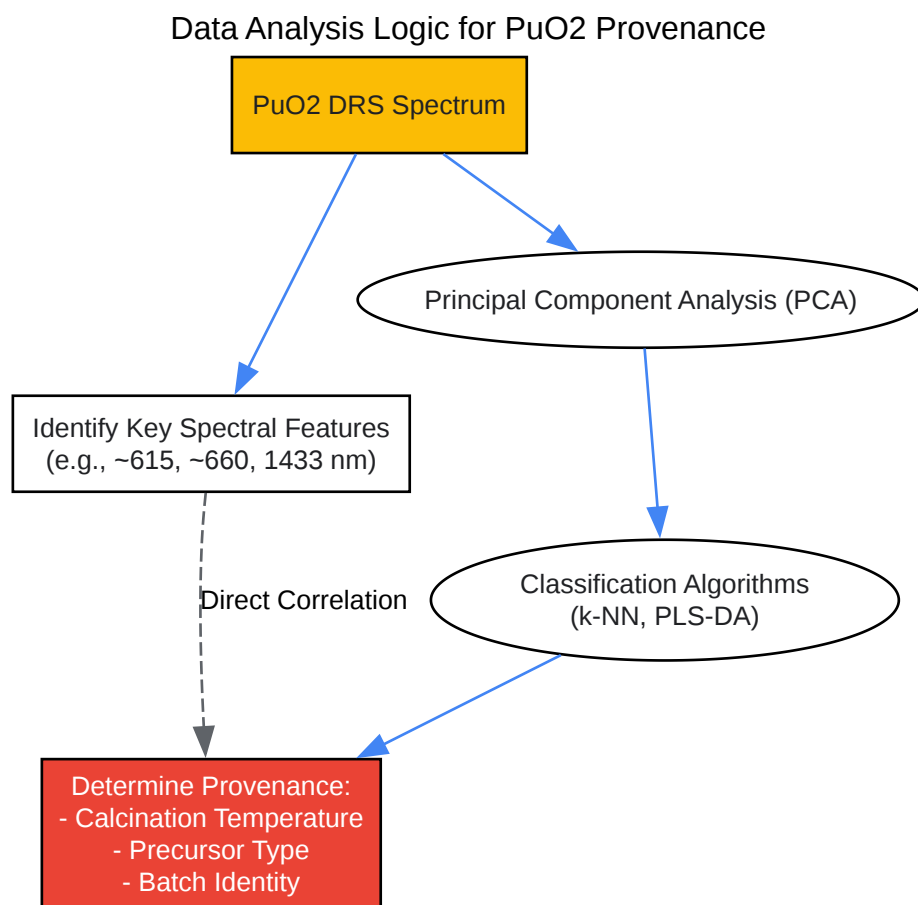 Data Analysis Logic for PuO2 Provenance
PuO2 DRS Spectrum
Principal Component Analysis (PCA)
Identify Key Spectral Features
(e.g., ~615, ~660, 1433 nm)
Classification Algorithms
(k-NN, PLS-DA)
Direct Correlation
Determine Provenance:
- Calcination Temperature
- Precursor Type
- Batch Identity